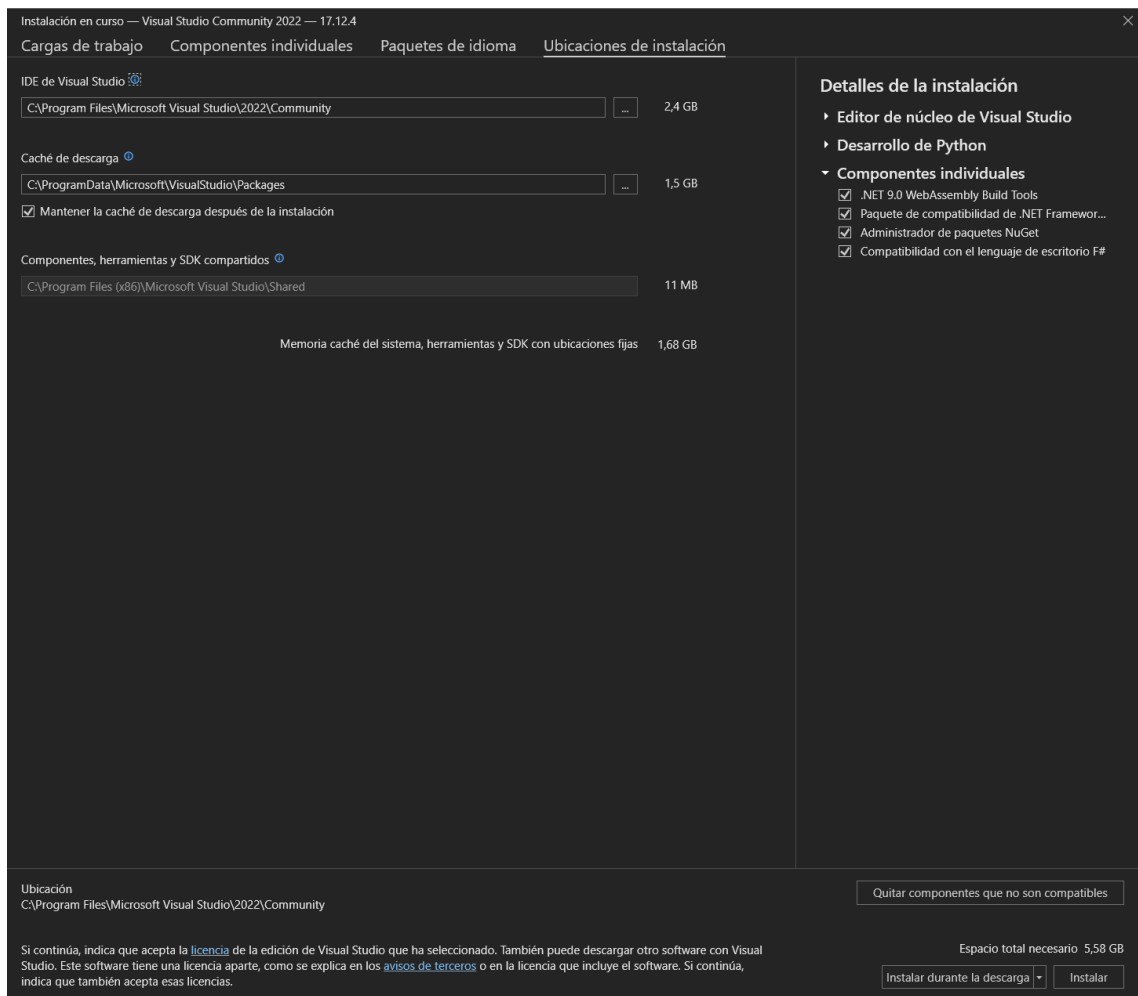 Instalación en curso — Visual Studio Community 2022 — 17.12.4
Cargas de trabajo Componentes individuales Paquetes de idioma Ubicaciones de instalación
IDE de Visual Studio
C:\Program Files\Microsoft Visual Studio\2022\Community ... 2,4 GB
Caché de descarga
C:\ProgramData\Microsoft\VisualStudio\Packages ... 1,5 GB
Mantener la caché de descarga después de la instalación
Componentes, herramientas y SDK compartidos
C:\Program Files (x86)\Microsoft Visual Studio\Shared 11 MB
Memoria caché del sistema, herramientas y SDK con ubicaciones fijas 1,68 GB
Detalles de la instalación
Editor de núcleo de Visual Studio
Desarrollo de Python
Componentes individuales
.NET 9.0 WebAssembly Build Tools
Paquete de compatibilidad de .NET Framewor...
Administrador de paquetes NuGet
Compatibilidad con el lenguaje de escritorio F#
Ubicación
C:\Program Files\Microsoft Visual Studio\2022\Community
Quitar componentes que no son compatibles
Si continúa, indica que acepta la licencia de la edición de Visual Studio que ha seleccionado. También puede descargar otro software con Visual
Studio. Este software tiene una licencia aparte, como se explica en los avisos de terceros o en la licencia que incluye el software. Si continúa,
indica que también acepta esas licencias.
Espacio total necesario 5,58 GB
Instalar durante la descarga Instalar